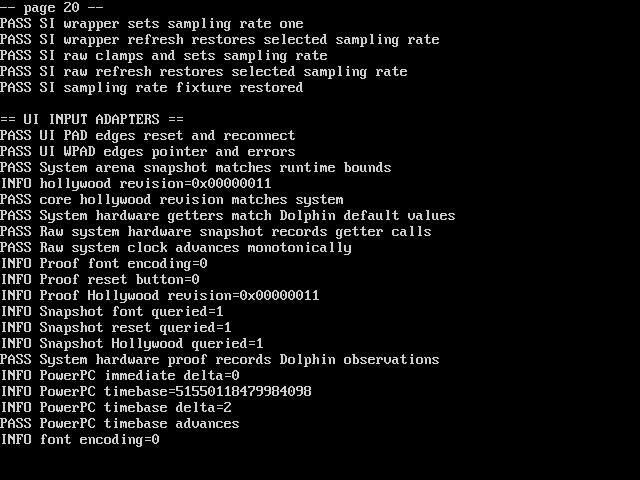 -- page 20 --
PASS SI wrapper sets sampling rate one
PASS SI wrapper refresh restores selected sampling rate
PASS SI raw clamps and sets sampling rate
PASS SI raw refresh restores selected sampling rate
PASS SI sampling rate fixture restored

== UI INPUT ADAPTERS ==
PASS UI PAD edges reset and reconnect
PASS UI WPAD edges pointer and errors
PASS System arena snapshot matches runtime bounds
INFO hollywood revision=0x00000011
PASS core hollywood revision matches system
PASS System hardware getters match Dolphin default values
PASS Raw system hardware snapshot records getter calls
PASS Raw system clock advances monotonically
INFO Proof font encoding=0
INFO Proof reset button=0
INFO Proof Hollywood revision=0x00000011
INFO Snapshot font queried=1
INFO Snapshot reset queried=1
INFO Snapshot Hollywood queried=1
PASS System hardware proof records Dolphin observations
INFO PowerPC immediate delta=0
INFO PowerPC timebase=51550118479984098
INFO PowerPC timebase delta=2
PASS PowerPC timebase advances
INFO font encoding=0